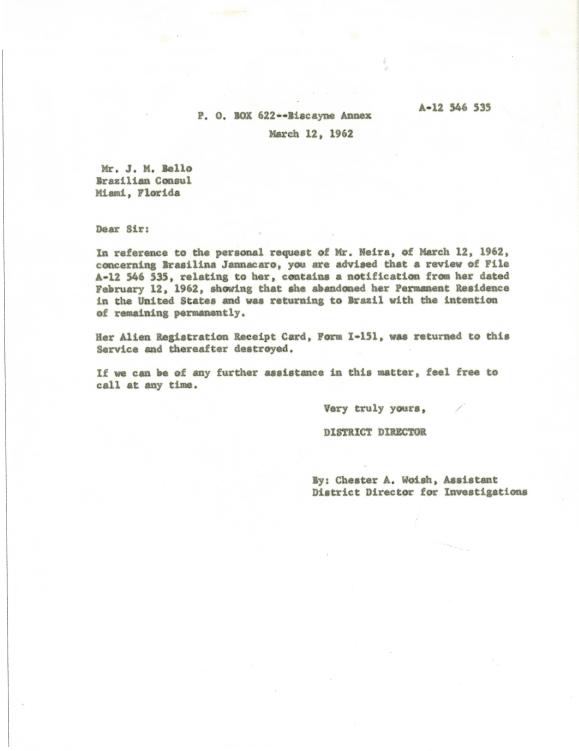 A-12 546 535
P. O. BOX 622--Biscayne Annex
March 12, 1962
Mr. J. M. Bello
Brazilian Consul
Miami, Florida
Dear Sir:
In reference to the personal request of Mr. Neira, of March 12, 1962,
concerning Brasilina Jannacaro, you are advised that a review of File
A-12 546 535, relating to her, contains a notification from her dated
February 12, 1962, showing that she abandoned her Permanent Residence
in the United States and was returning to Brazil with the intention
of remaining permanently.
Her Alien Registration Receipt Card, Form I-151, was returned to this
Service and thereafter destroyed.
If we can be of any further assistance in this matter, feel free to
call at any time.
Very truly yours,
DISTRICT DIRECTOR
By: Chester A. Woish, Assistant
District Director for Investigations